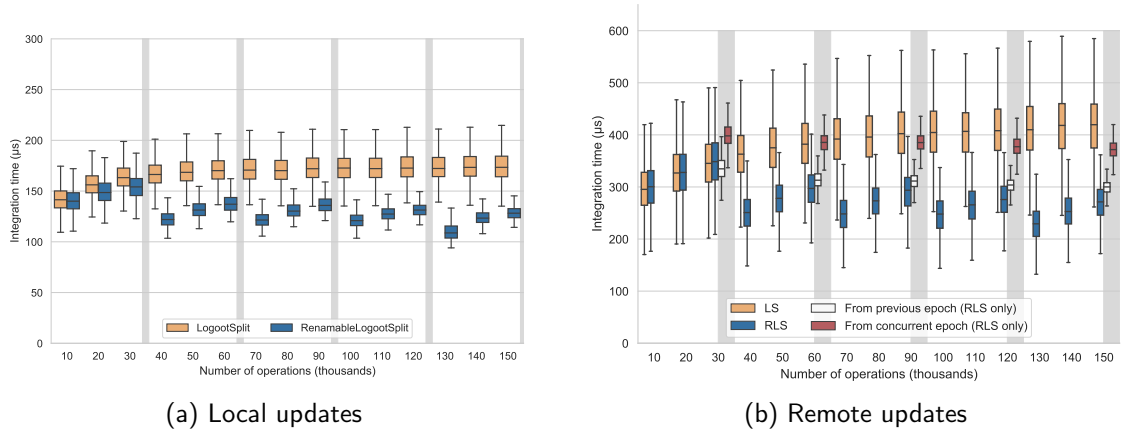 300
250
200
150
100
50
0
Integration time (µs)
LogootSplit
RenamableLogootSplit
10 20 30 40 50 60 70 80 90 100 110 120 130 140 150
Number of operations (thousands)
(a) Local updates
600
500
400
300
200
100
0
Integration time (µs)
LS
RLS
From previous epoch (RLS only)
From concurrent epoch (RLS only)
10 20 30 40 50 60 70 80 90 100 110 120 130 140 150
Number of operations (thousands)
(b) Remote updates